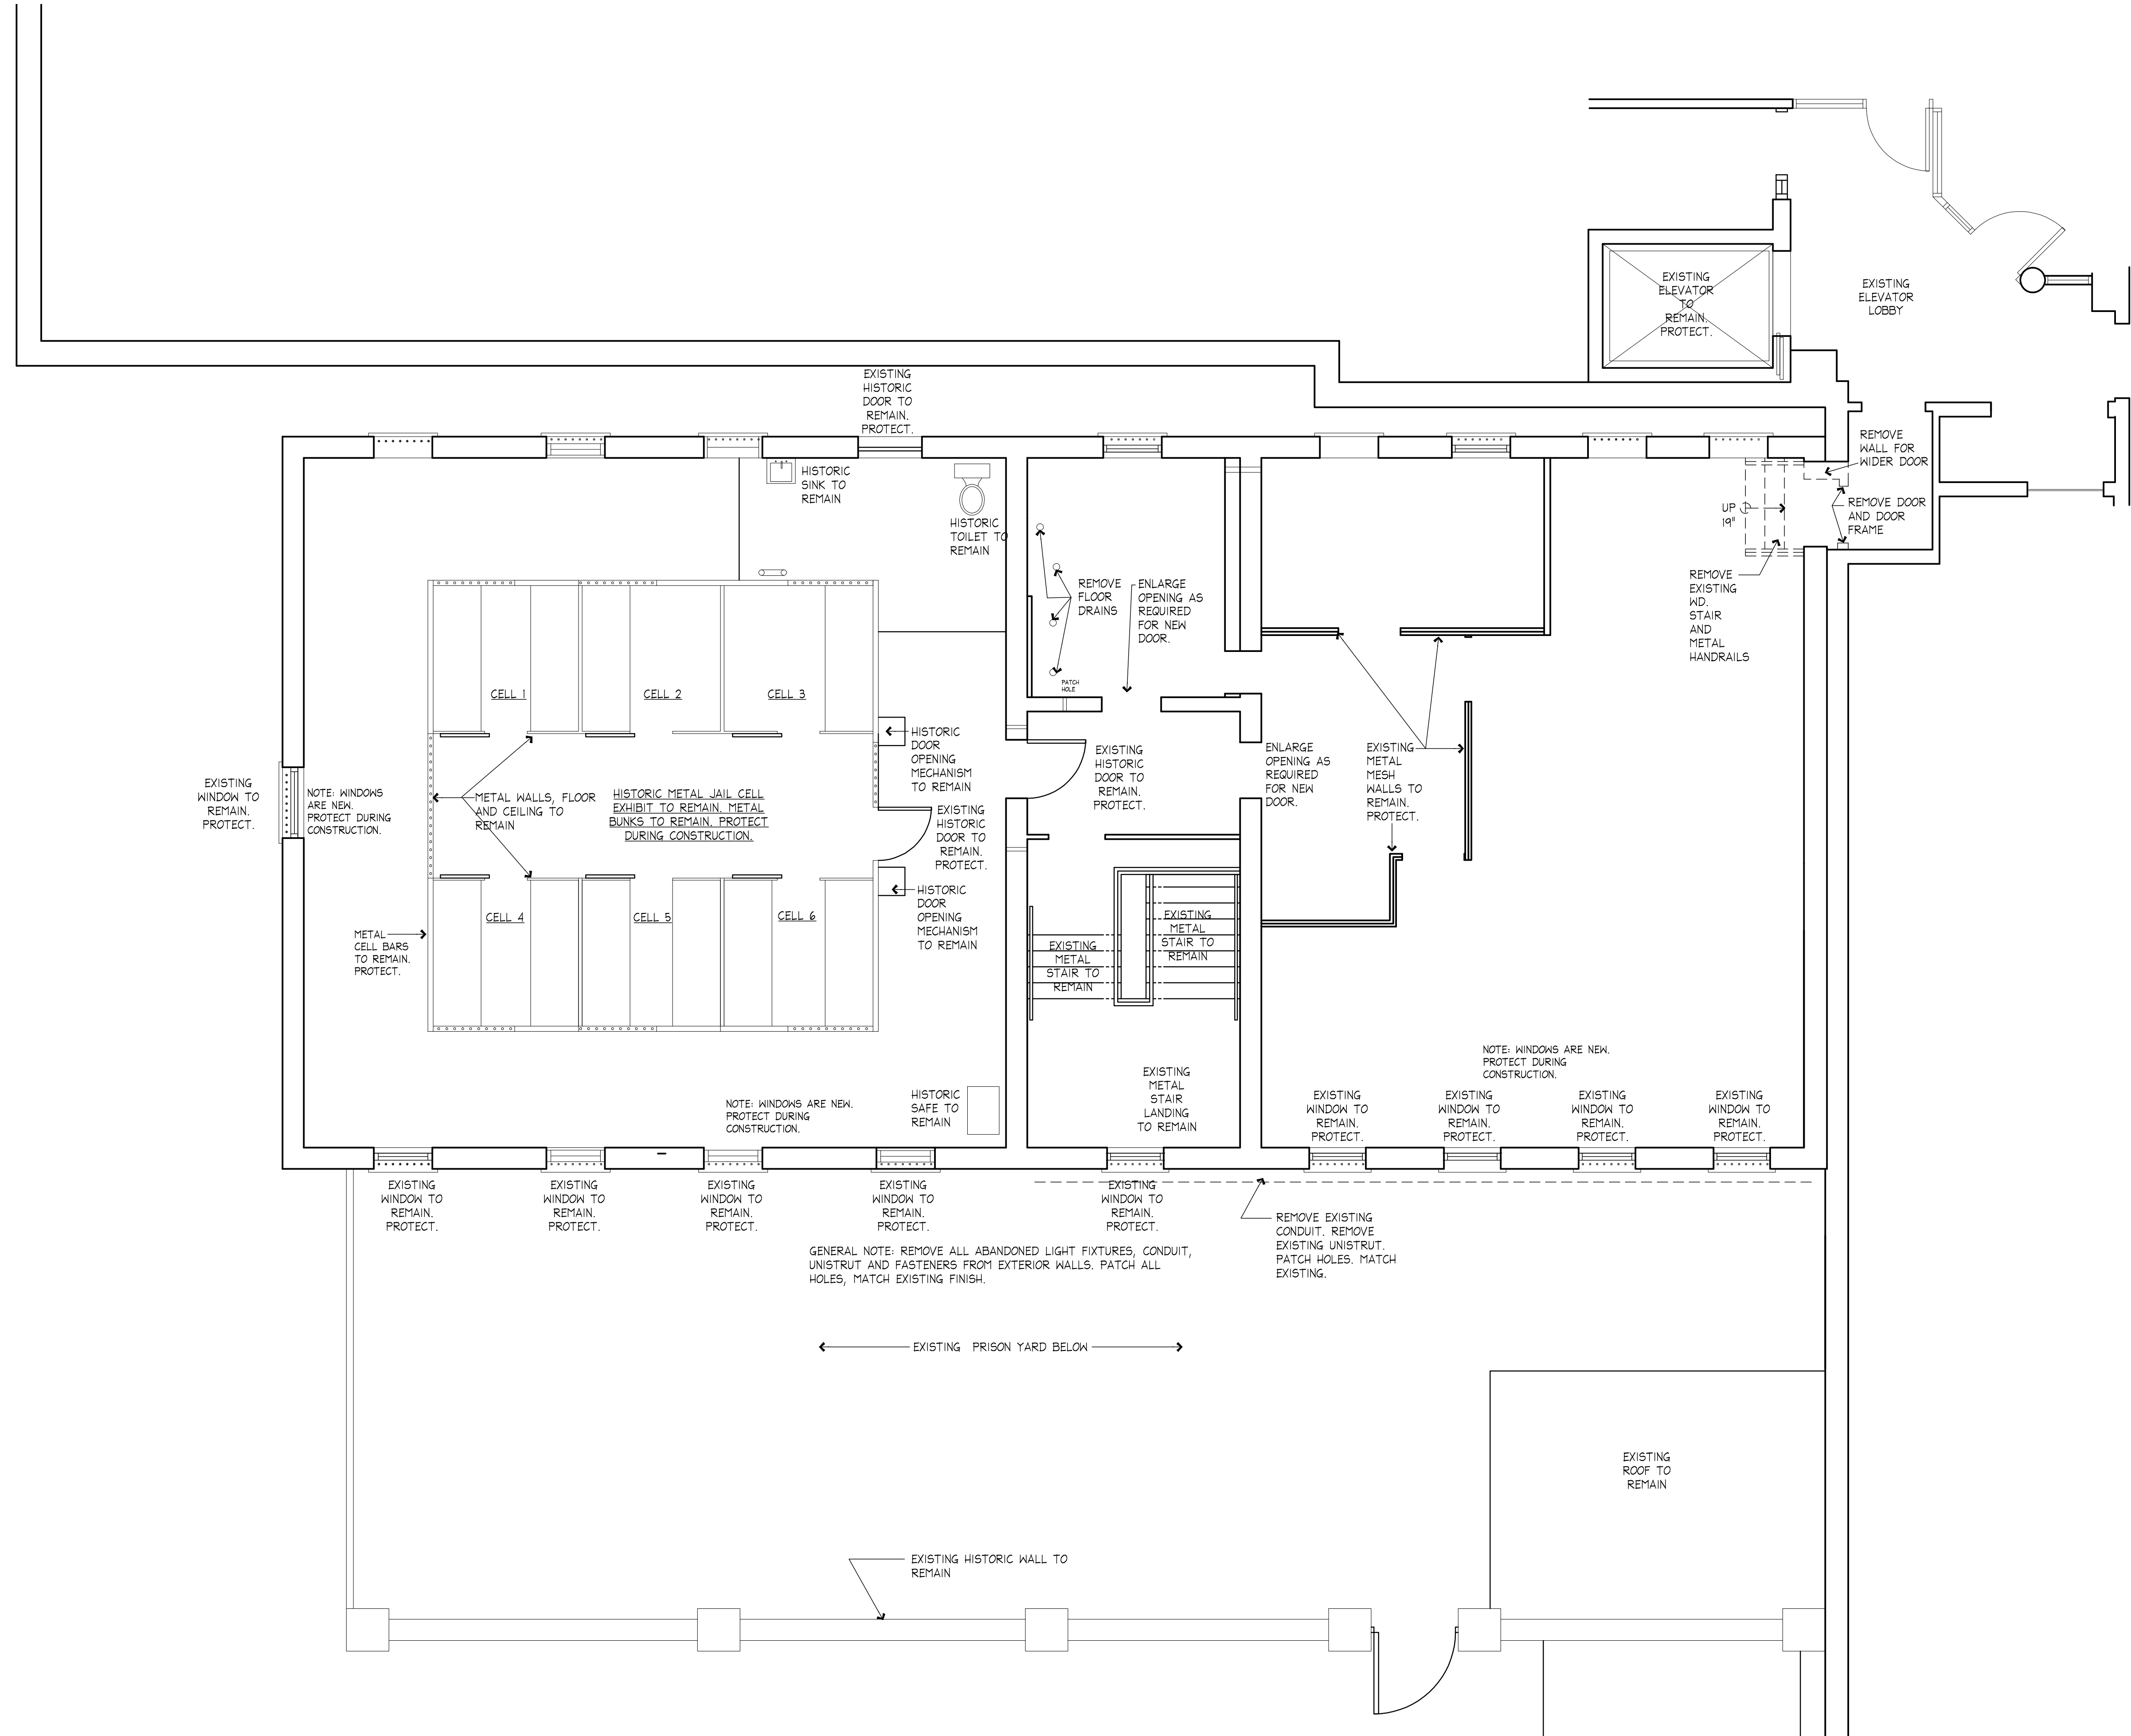 EXISTING
ELEVATOR
TO
REMAIN.
PROTECT.
EXISTING
ELEVATOR
LOBBY
EXISTING
HISTORIC
DOOR TO
REMAIN.
PROTECT.
REMOVE
WALL FOR
WIDER DOOR
HISTORIC
SINK TO
REMAIN
HISTORIC
TOILET TO
REMAIN
UP
19"
REMOVE DOOR
AND DOOR
FRAME
REMOVE
FLOOR
DRAINS
ENLARGE
OPENING AS
REQUIRED
FOR NEW
DOOR.
REMOVE
EXISTING
WD.
STAIR
AND
METAL
HANDRAILS
PATCH
HOLE
CELL 1
CELL 2
CELL 3
HISTORIC
DOOR
OPENING
MECHANISM
TO REMAIN
EXISTING
HISTORIC
DOOR TO
REMAIN.
PROTECT.
ENLARGE
OPENING AS
REQUIRED
FOR NEW
DOOR.
EXISTING
METAL
MESH
WALLS TO
REMAIN.
PROTECT.
EXISTING
WINDOW TO
REMAIN.
PROTECT.
NOTE: WINDOWS
ARE NEW.
PROTECT DURING
CONSTRUCTION.
METAL WALLS, FLOOR
AND CEILING TO
REMAIN
HISTORIC METAL JAIL CELL
EXHIBIT TO REMAIN. METAL
BUNKS TO REMAIN. PROTECT
DURING CONSTRUCTION.
EXISTING
HISTORIC
DOOR TO
REMAIN.
PROTECT.
HISTORIC
DOOR
OPENING
MECHANISM
TO REMAIN
CELL 4
CELL 5
CELL 6
METAL
CELL BARS
TO REMAIN.
PROTECT.
EXISTING
METAL
STAIR TO
REMAIN
EXISTING
METAL
STAIR TO
REMAIN
NOTE: WINDOWS ARE NEW.
PROTECT DURING
CONSTRUCTION.
EXISTING
METAL
STAIR
LANDING
TO REMAIN
HISTORIC
SAFE TO
REMAIN
NOTE: WINDOWS ARE NEW.
PROTECT DURING
CONSTRUCTION.
EXISTING
WINDOW TO
REMAIN.
PROTECT.
EXISTING
WINDOW TO
REMAIN.
PROTECT.
EXISTING
WINDOW TO
REMAIN.
PROTECT.
EXISTING
WINDOW TO
REMAIN.
PROTECT.
EXISTING
WINDOW TO
REMAIN.
PROTECT.
EXISTING
WINDOW TO
REMAIN.
PROTECT.
EXISTING
WINDOW TO
REMAIN.
PROTECT.
EXISTING
WINDOW TO
REMAIN.
PROTECT.
EXISTING
WINDOW TO
REMAIN.
PROTECT.
REMOVE EXISTING
CONDUIT. REMOVE
EXISTING UNISTRUT.
PATCH HOLES. MATCH
EXISTING.
GENERAL NOTE: REMOVE ALL ABANDONED LIGHT FIXTURES, CONDUIT,
UNISTRUT AND FASTENERS FROM EXTERIOR WALLS. PATCH ALL
HOLES, MATCH EXISTING FINISH.
EXISTING PRISON YARD BELOW
EXISTING
ROOF TO
REMAIN
EXISTING HISTORIC WALL TO
REMAIN